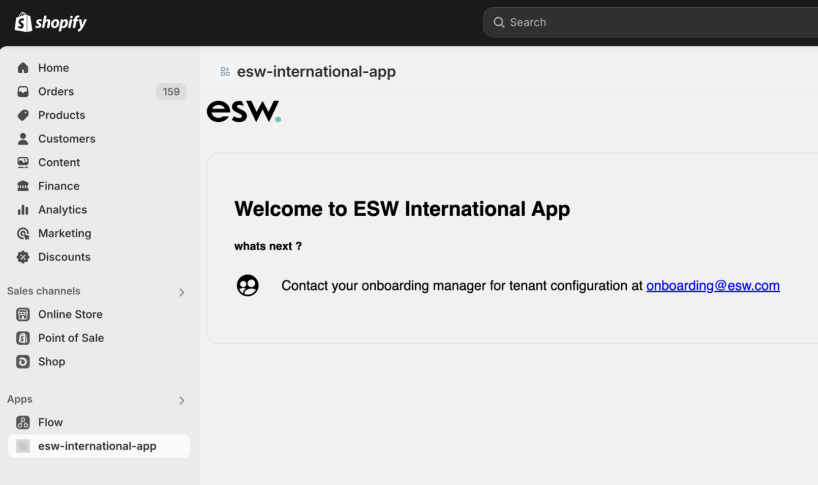 shopify
Search
Home
Orders 159
Products
Customers
Content
Finance
Analytics
Marketing
Discounts
Sales channels
Online Store
Point of Sale
Shop
Apps
Flow
esw-international-app
esw-international-app
esw.
Welcome to ESW International App
whats next ?
Contact your onboarding manager for tenant configuration at onboarding@esw.com